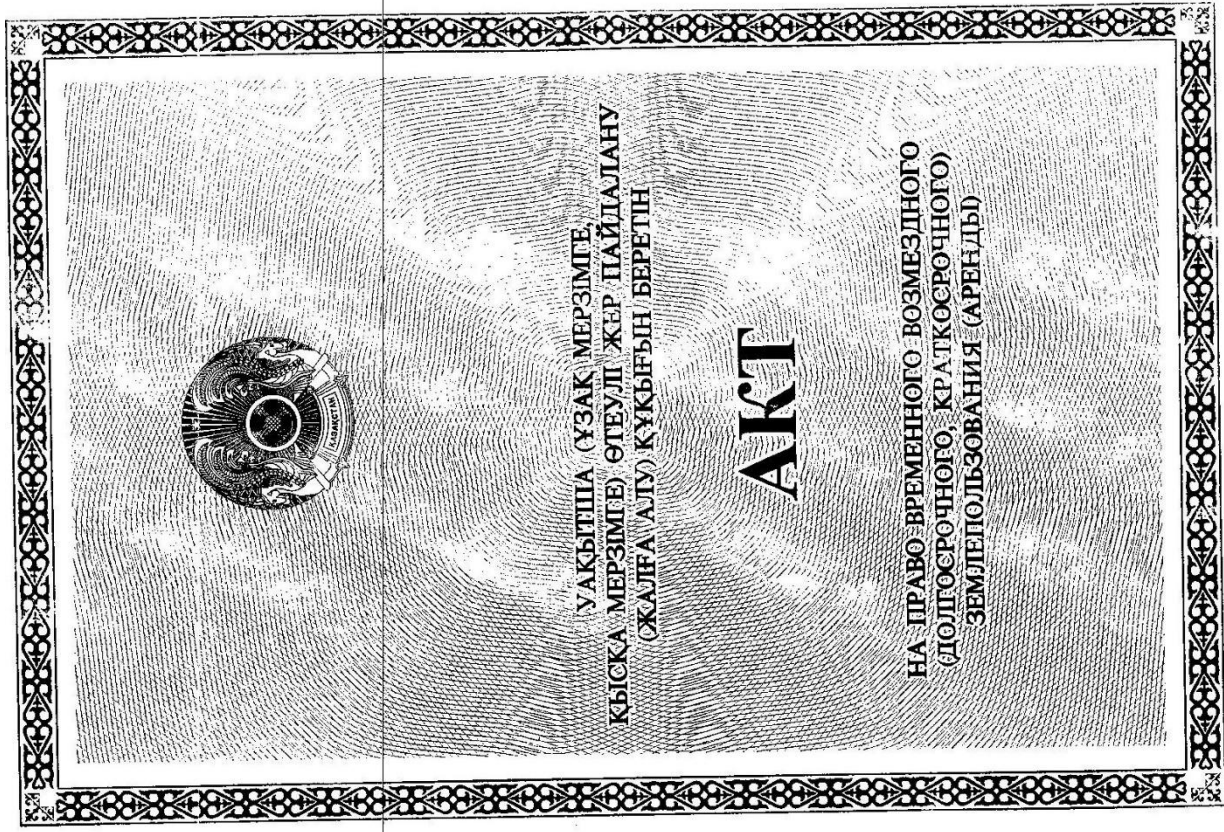 ҚАЗАҚСТАН
УАҚЫТША (ҰЗАҚ МЕРЗІМГЕ,
ҚЫСҚА МЕРЗІМГЕ) ӨТЕУЛІ ЖЕР ПАЙДАЛАНУ
(ЖАЛҒА АЛУ) ҚҰҚЫҒЫН БЕРЕТІН
АКТ
НА ПРАВО ВРЕМЕННОГО ВОЗМЕЗДНОГО
(ДОЛГОСРОЧНОГО, КРАТКОСРОЧНОГО)
ЗЕМЛЕПОЛЬЗОВАНИЯ (АРЕНДЫ)